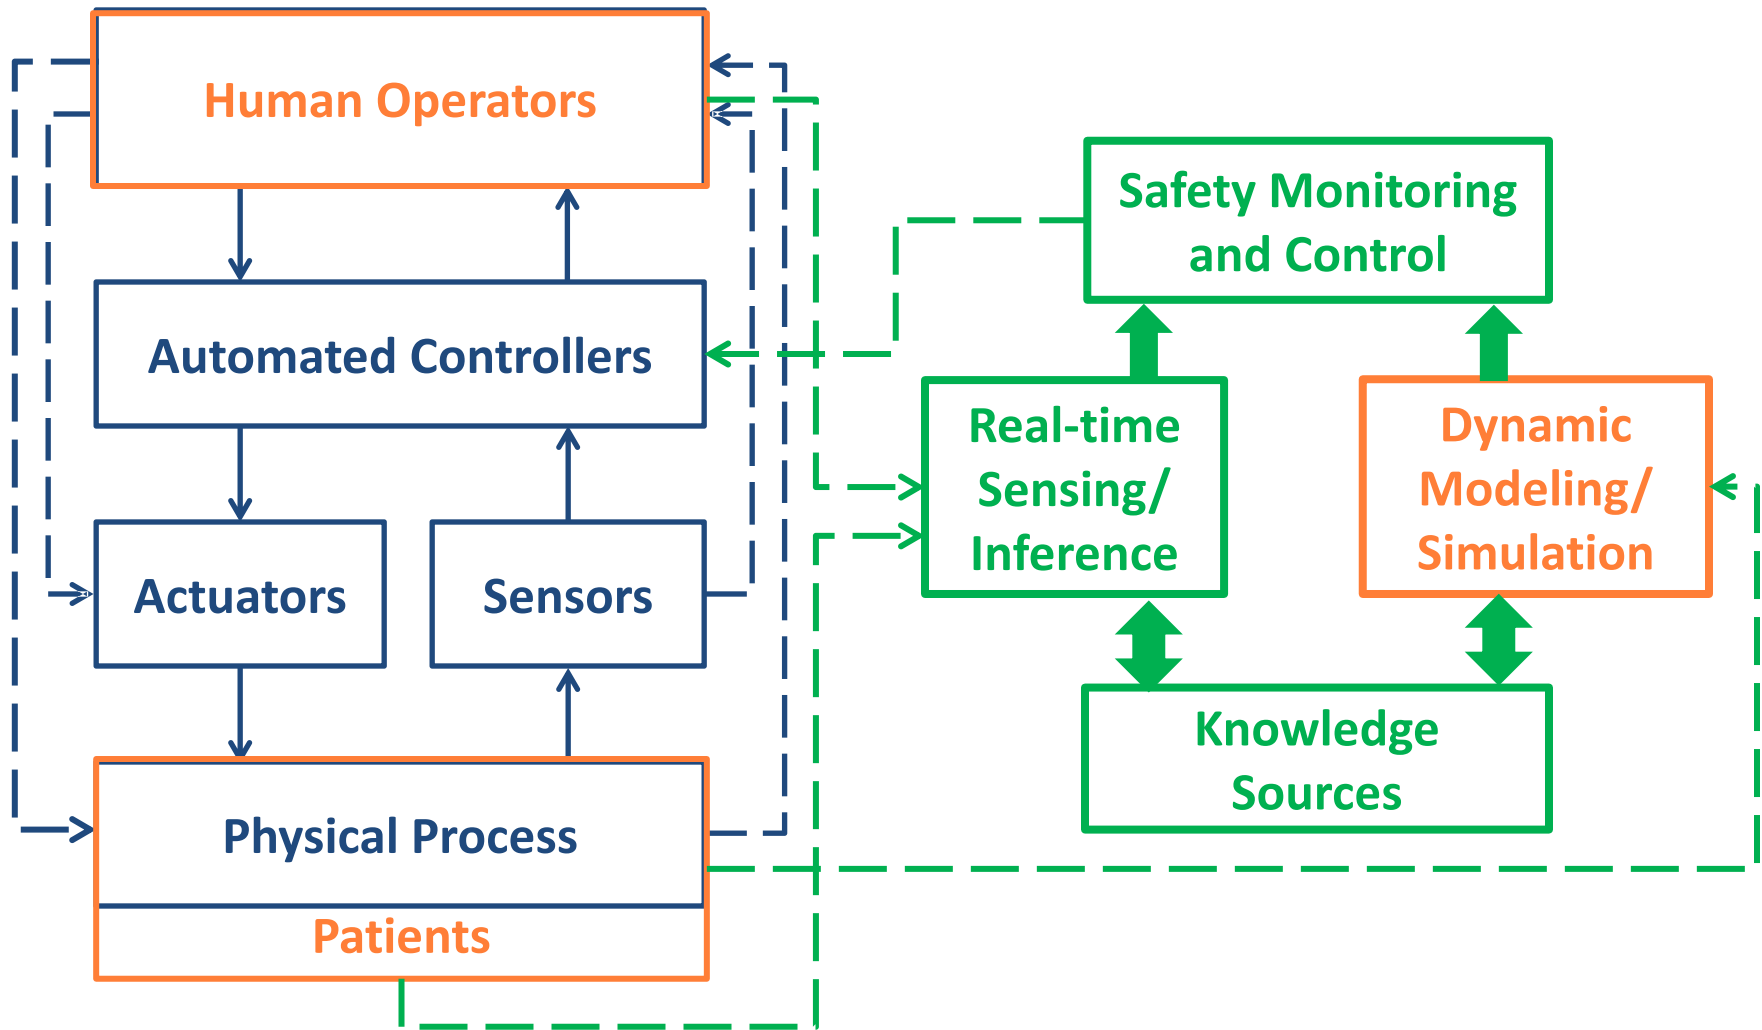 Human Operators
Automated Controllers
Actuators
Sensors
Physical Process
Patients
Safety Monitoring
and Control
Real-time
Sensing/
Inference
Dynamic
Modeling/
Simulation
Knowledge
Sources